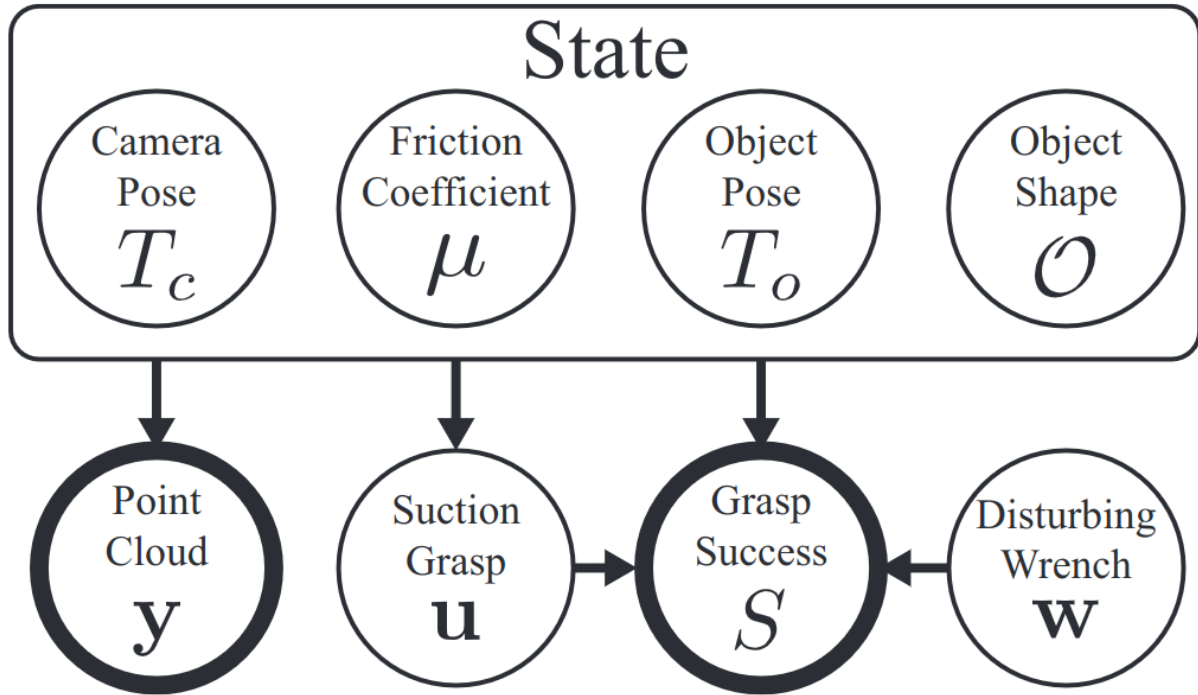 State
Camera
Pose
T_c
Friction
Coefficient
μ
Object
Pose
T_o
Object
Shape
𝒪
Point
Cloud
y
Suction
Grasp
u
Grasp
Success
S
Disturbing
Wrench
w